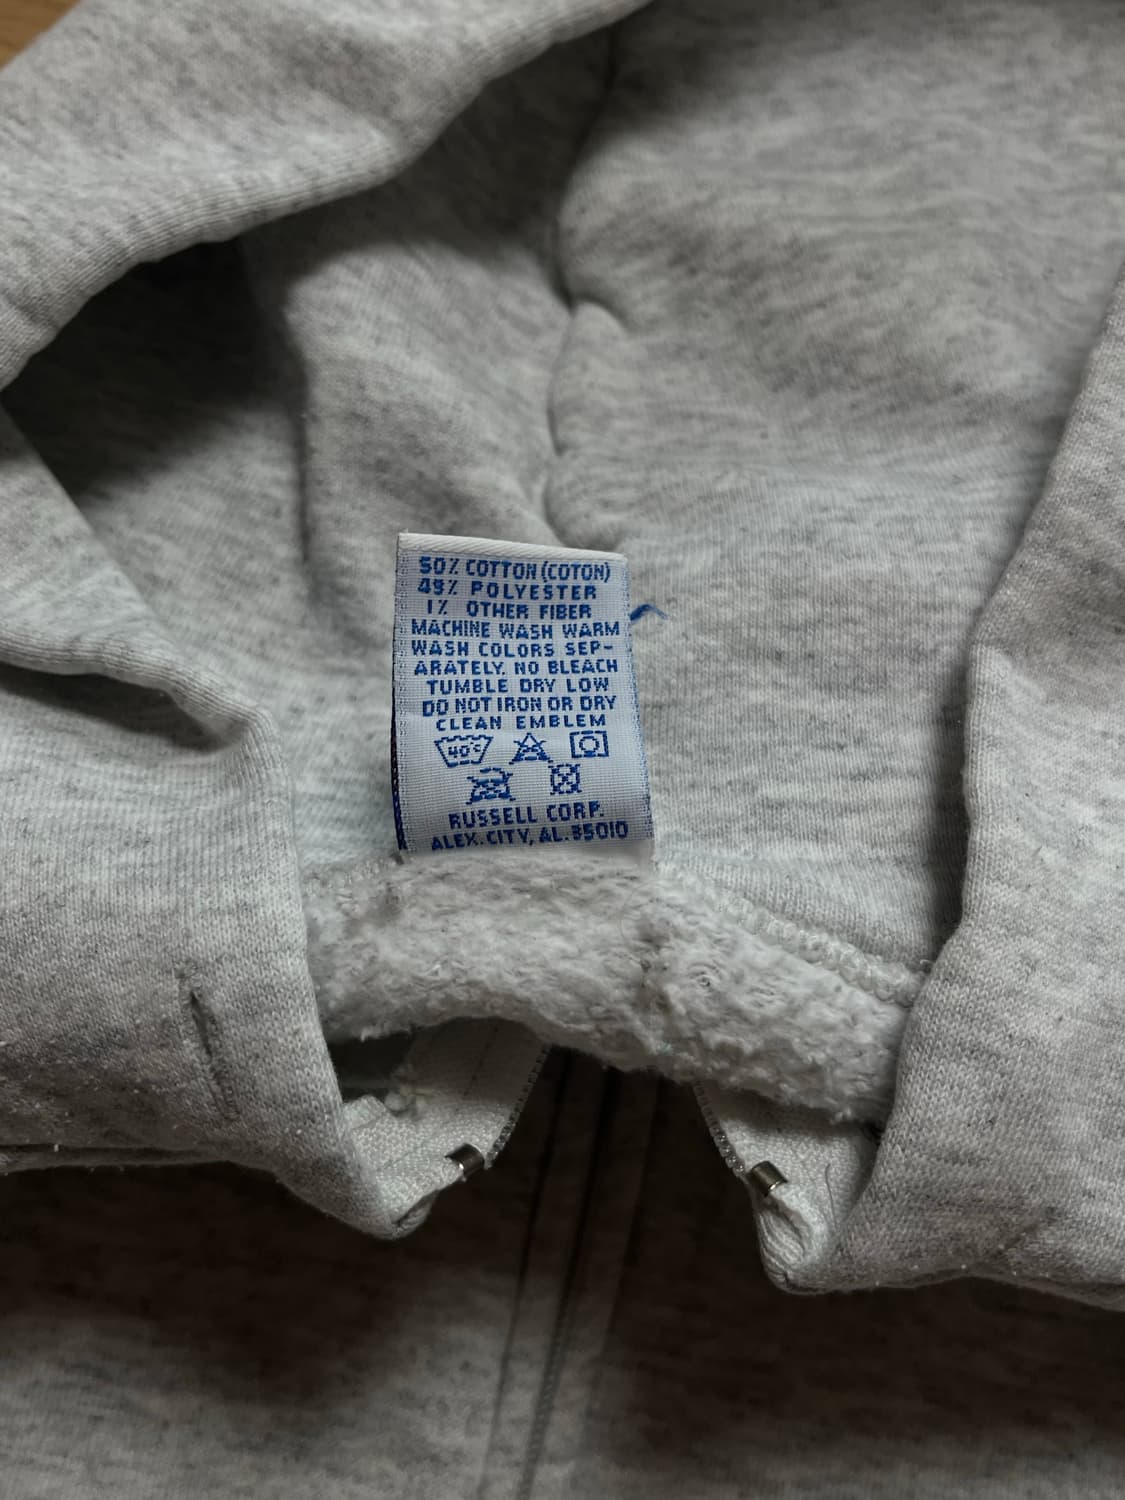 50% COTTON (COTON)
49% POLYESTER
1% OTHER FIBER
MACHINE WASH WARM
WASH COLORS SEP-
ARATELY. NO BLEACH
TUMBLE DRY LOW
DO NOT IRON OR DRY
CLEAN EMBLEM
40°C
RUSSELL CORP.
ALEX. CITY, AL. 35010